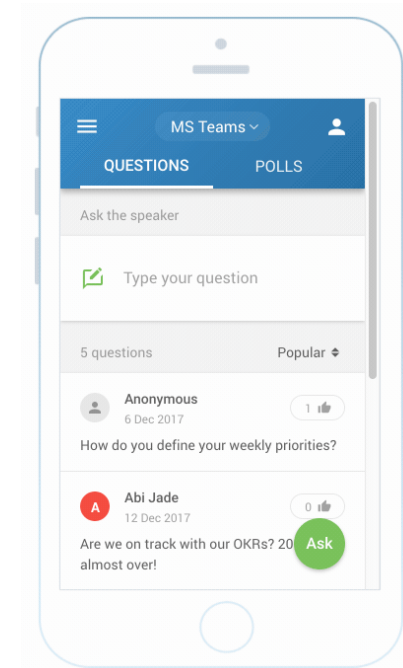 MS Teams
QUESTIONS POLLS
Ask the speaker
Type your question
5 questions Popular
Anonymous
6 Dec 2017
1
How do you define your weekly priorities?
A
Abi Jade
12 Dec 2017
0
Are we on track with our OKRs? 20
almost over!
Ask